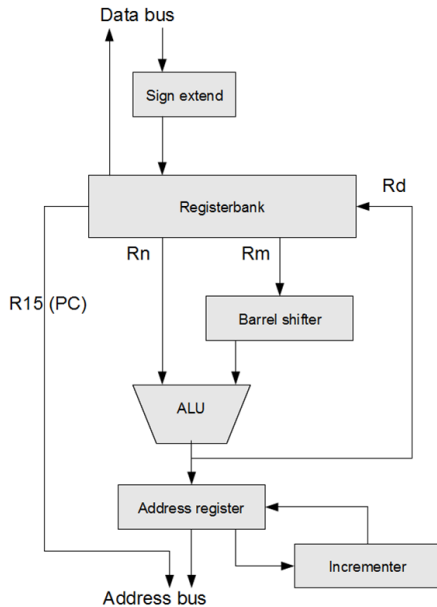 Data bus
Sign extend
Rd
Registerbank
Rn
Rm
R15 (PC)
Barrel shifter
ALU
Address register
Incrementer
Address bus